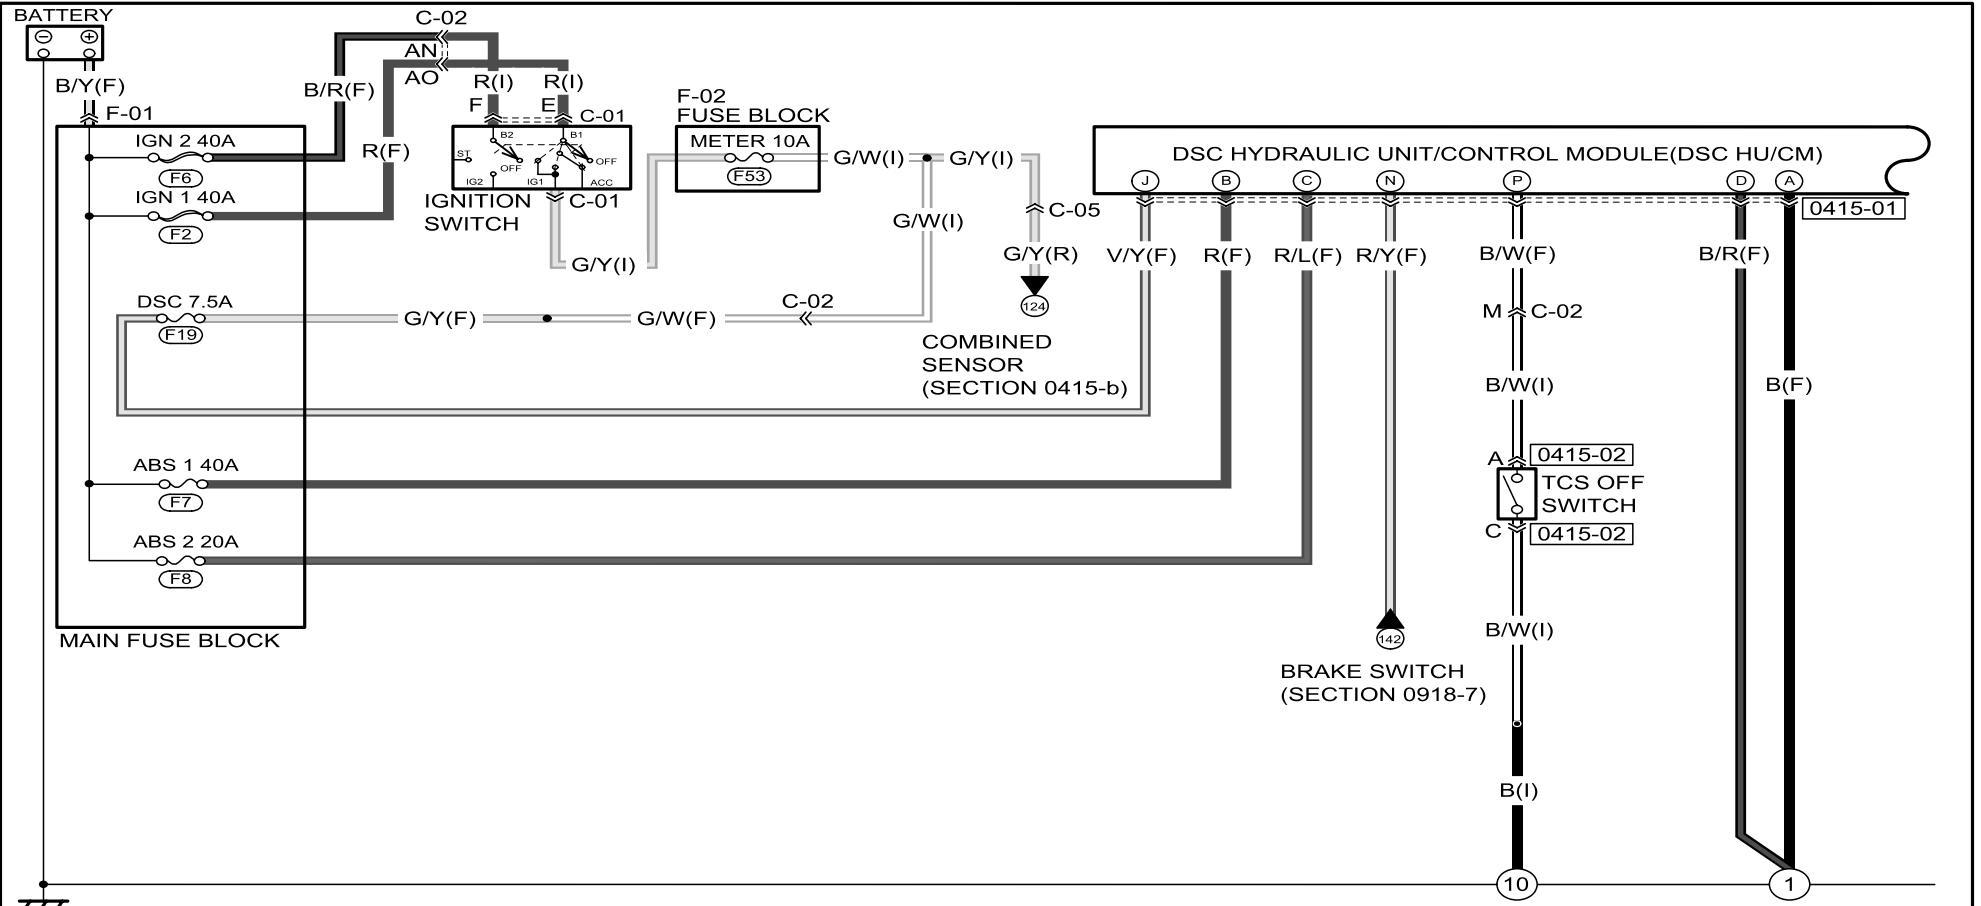 BATTERY
C-02
AN
AO
B/Y(F)
B/R(F)
R(I)
R(I)
F-01
F
E
C-01
F-02
FUSE BLOCK
IGN 2 40A
F6
R(F)
B2
B1
ST
OFF
OFF
IG2
IG1
ACC
METER 10A
F53
G/W(I)
G/Y(I)
DSC HYDRAULIC UNIT/CONTROL MODULE(DSC HU/CM)
J
B
C
N
P
D
A
IGN 1 40A
F2
IGNITION
SWITCH
C-01
G/W(I)
C-05
0415-01
G/Y(I)
G/Y(R)
V/Y(F)
R(F)
R/L(F)
R/Y(F)
B/W(F)
B/R(F)
DSC 7.5A
F19
G/Y(F)
G/W(F)
C-02
124
M
C-02
COMBINED
SENSOR
(SECTION 0415-b)
B/W(I)
B(F)
ABS 1 40A
F7
A
0415-02
TCS OFF
SWITCH
C
0415-02
ABS 2 20A
F8
MAIN FUSE BLOCK
142
B/W(I)
BRAKE SWITCH
(SECTION 0918-7)
B(I)
10
1